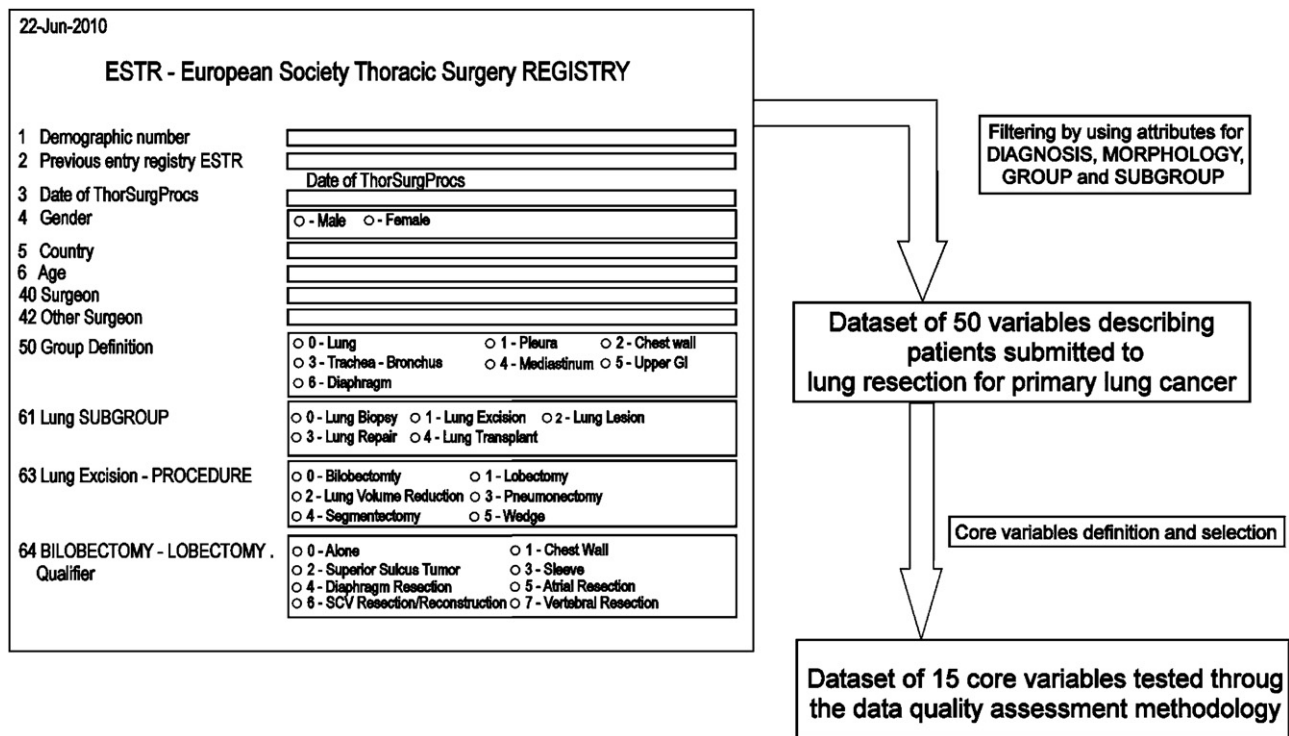 22-Jun-2010
ESTR - European Society Thoracic Surgery REGISTRY
1 Demographic number
2 Previous entry registry ESTR
Date of ThorSurgProcs
3 Date of ThorSurgProcs
4 Gender
○ - Male ○ - Female
5 Country
6 Age
40 Surgeon
42 Other Surgeon
50 Group Definition
○ 0 - Lung ○ 1 - Pleura ○ 2 - Chest wall
○ 3 - Trachea - Bronchus ○ 4 - Mediastinum ○ 5 - Upper GI
○ 6 - Diaphragm
61 Lung SUBGROUP
○ 0 - Lung Biopsy ○ 1 - Lung Excision ○ 2 - Lung Lesion
○ 3 - Lung Repair ○ 4 - Lung Transplant
63 Lung Excision - PROCEDURE
○ 0 - Bilobectomty ○ 1 - Lobectomy
○ 2 - Lung Volume Reduction ○ 3 - Pneumonectomy
○ 4 - Segmentectomy ○ 5 - Wedge
64 BILOBECTOMY - LOBECTOMY .
Qualifier
○ 0 - Alone ○ 1 - Chest Wall
○ 2 - Superior Sulcus Tumor ○ 3 - Sleeve
○ 4 - Diaphragm Resection ○ 5 - Atrial Resection
○ 6 - SCV Resection/Reconstruction ○ 7 - Vertebral Resection
Filtering by using attributes for
DIAGNOSIS, MORPHOLOGY,
GROUP and SUBGROUP
Dataset of 50 variables describing
patients submitted to
lung resection for primary lung cancer
Core variables definition and selection
Dataset of 15 core variables tested throug
the data quality assessment methodology